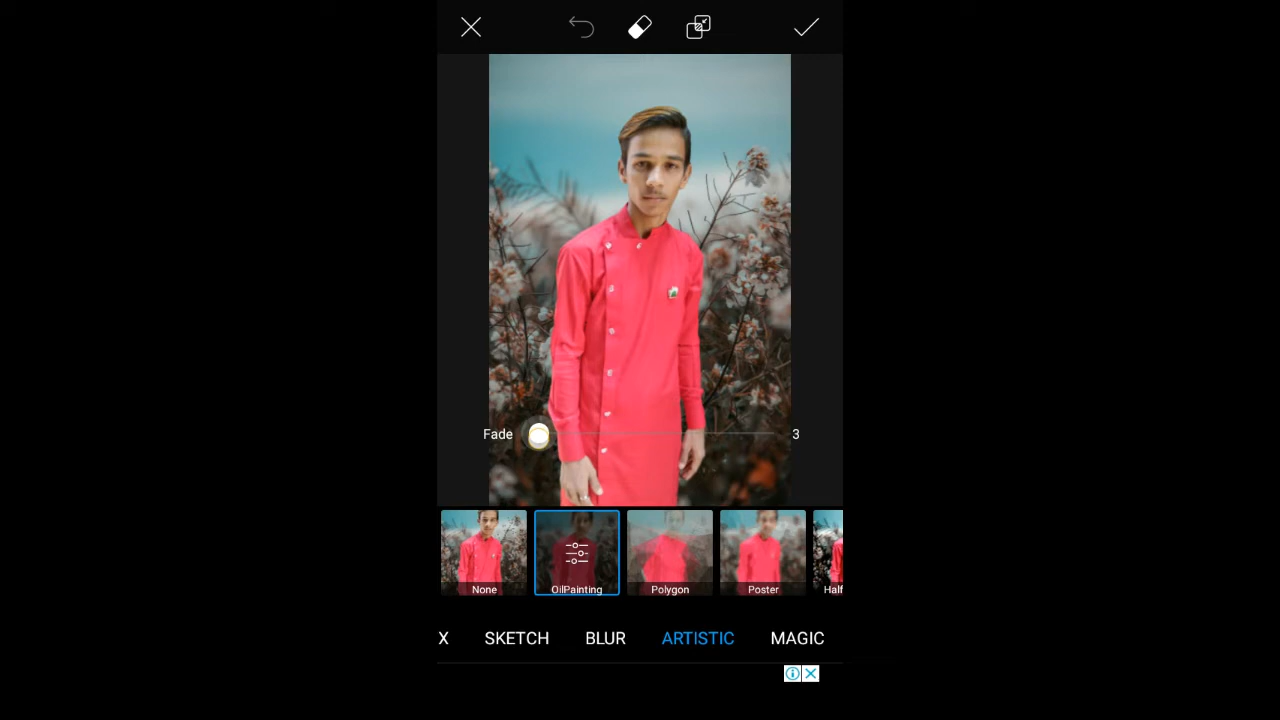 Fade 3
None OilPainting Polygon Poster Half
X SKETCH BLUR ARTISTIC MAGIC